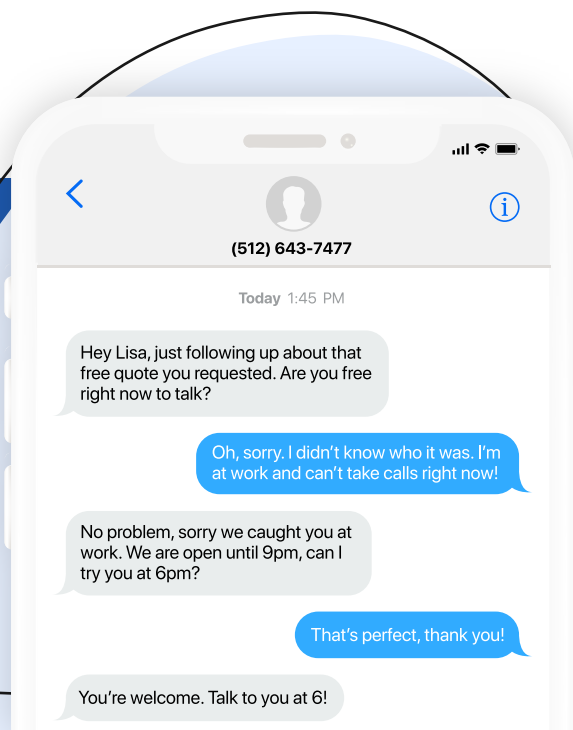 (512) 643-7477
Today 1:45 PM
Hey Lisa, just following up about that
free quote you requested. Are you free
right now to talk?
Oh, sorry. I didn’t know who it was. I’m
at work and can’t take calls right now!
No problem, sorry we caught you at
work. We are open until 9pm, can I
try you at 6pm?
That’s perfect, thank you!
You’re welcome. Talk to you at 6!